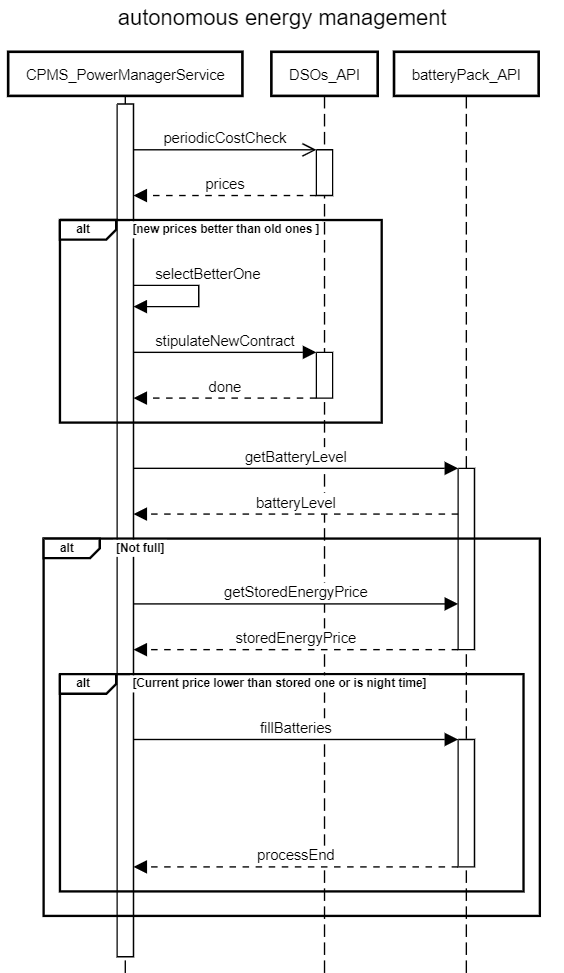 autonomous energy management
CPMS_PowerManagerService
DSOs_API
batteryPack_API
periodicCostCheck
prices
alt
[new prices better than old ones ]
selectBetterOne
stipulateNewContract
done
getBatteryLevel
batteryLevel
alt
[Not full]
getStoredEnergyPrice
storedEnergyPrice
alt
[Current price lower than stored one or is night time]
fillBatteries
processEnd